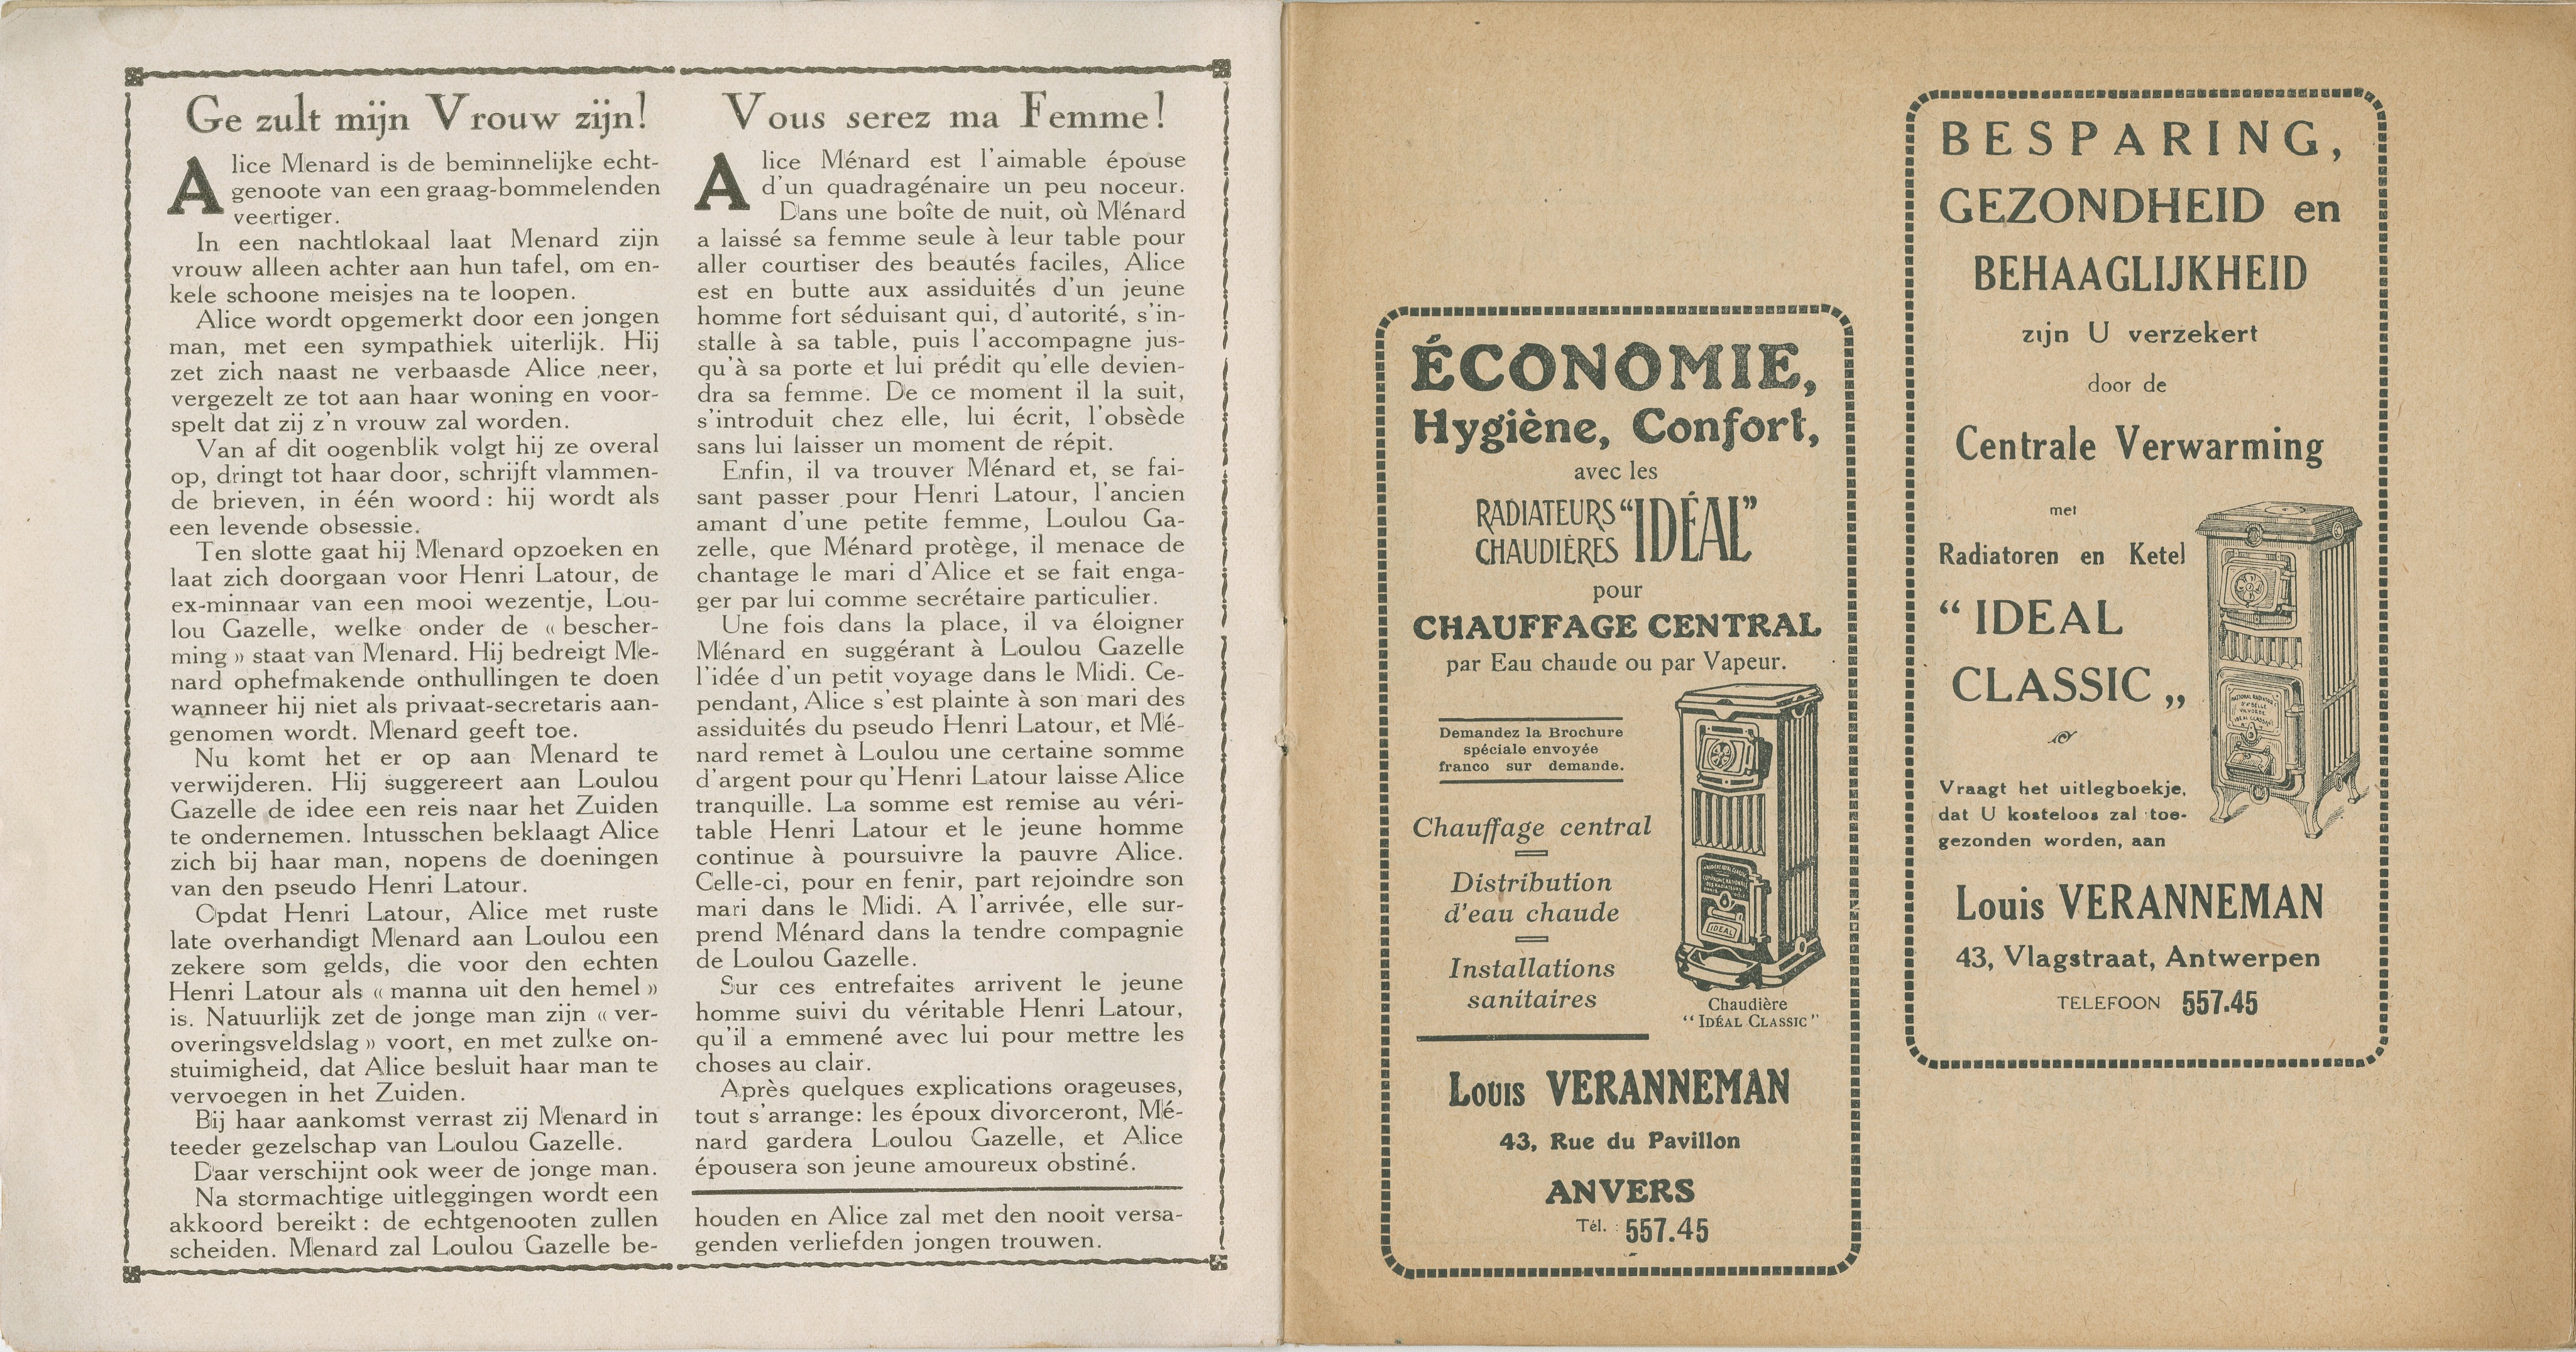 Ge zult mijn Vrouw zijn!
Alice Menard is de beminnelijke echt-
genoote van een graag-bommelenden
veertiger.
In een nachtlokaal laat Menard zijn
vrouw alleen achter aan hun tafel, om en-
kele schoone meisjes na te loopen.
Alice wordt opgemerkt door een jongen
man, met een sympathiek uiterlijk. Hij
zet zich naast ne verbaasde Alice neer,
vergezelt ze tot aan haar woning en voor-
spelt dat zij z'n vrouw zal worden.
Van af dit oogenblik volgt hij ze overal
op, dringt tot haar door, schrijft vlammen-
de brieven, in één woord : hij wordt als
een levende obsessie.
Ten slotte gaat hij Menard opzoeken en
laat zich doorgaan voor Henri Latour, de
ex-minnaar van een mooi wezentje, Lou-
lou Gazelle, welke onder de « bescher-
ming » staat van Menard. Hij bedreigt Me-
nard ophefmakende onthullingen te doen
wanneer hij niet als privaat-secretaris aan-
genomen wordt. Menard geeft toe.
Nu komt het er op aan Menard te
verwijderen. Hij suggereert aan Loulou
Gazelle de idee een reis naar het Zuiden
te ondernemen. Intusschen beklaagt Alice
zich bij haar man, nopens de doeningen
van den pseudo Henri Latour.
Opdat Henri Latour, Alice met ruste
late overhandigt Menard aan Loulou een
zekere som gelds, die voor den echten
Henri Latour als « manna uit den hemel »
is. Natuurlijk zet de jonge man zijn « ver-
overingsveldslag » voort, en met zulke on-
stuimigheid, dat Alice besluit haar man te
vervoegen in het Zuiden.
Bij haar aankomst verrast zij Menard in
teeder gezelschap van Loulou Gazelle.
Daar verschijnt ook weer de jonge man.
Na stormachtige uitleggingen wordt een
akkoord bereikt : de echtgenooten zullen
scheiden. Menard zal Loulou Gazelle be-
Vous serez ma Femme!
Alice Ménard est l'aimable épouse
d'un quadragénaire un peu noceur.
Dans une boîte de nuit, où Ménard
a laissé sa femme seule à leur table pour
aller courtiser des beautés faciles, Alice
est en butte aux assiduités d'un jeune
homme fort séduisant qui, d'autorité, s'in-
stalle à sa table, puis l'accompagne jus-
qu'à sa porte et lui prédit qu'elle devien-
dra sa femme. De ce moment il la suit,
s'introduit chez elle, lui écrit, l'obsède
sans lui laisser un moment de répit.
Enfin, il va trouver Ménard et, se fai-
sant passer pour Henri Latour, l'ancien
amant d'une petite femme, Loulou Ga-
zelle, que Ménard protège, il menace de
chantage le mari d'Alice et se fait enga-
ger par lui comme secrétaire particulier.
Une fois dans la place, il va éloigner
Ménard en suggérant à Loulou Gazelle
l'idée d'un petit voyage dans le Midi. Ce-
pendant, Alice s'est plainte à son mari des
assiduités du pseudo Henri Latour, et Mé-
nard remet à Loulou une certaine somme
d'argent pour qu'Henri Latour laisse Alice
tranquille. La somme est remise au véri-
table Henri Latour et le jeune homme
continue à poursuivre la pauvre Alice.
Celle-ci, pour en fenir, part rejoindre son
mari dans le Midi. A l'arrivée, elle sur-
prend Ménard dans la tendre compagnie
de Loulou Gazelle.
Sur ces entrefaites arrivent le jeune
homme suivi du véritable Henri Latour,
qu'il a emmené avec lui pour mettre les
choses au clair.
Après quelques explications orageuses,
tout s'arrange: les époux divorceront, Mé-
nard gardera Loulou Gazelle, et Alice
épousera son jeune amoureux obstiné.
houden en Alice zal met den nooit versa-
genden verliefden jongen trouwen.
ÉCONOMIE,
Hygiène, Confort,
avec les
RADIATEURS
CHAUDIÈRES
“IDÉAL”
pour
CHAUFFAGE CENTRAL
par Eau chaude ou par Vapeur.
Demandez la Brochure
spéciale envoyée
franco sur demande.
Chauffage central
Distribution
d'eau chaude
Installations
sanitaires
IDEAL
Chaudière
“IDÉAL CLASSIC”
Louis VERANNEMAN
43, Rue du Pavillon
ANVERS
Tél. : 557.45
BESPARING,
GEZONDHEID en
BEHAAGLIJKHEID
zijn U verzekert
door de
Centrale Verwarming
met
Radiatoren en Ketel
“IDEAL
CLASSIC„
Vraagt het uitlegboekje,
dat U kosteloos zal toe-
gezonden worden, aan
Louis VERANNEMAN
43, Vlagstraat, Antwerpen
TELEFOON 557.45